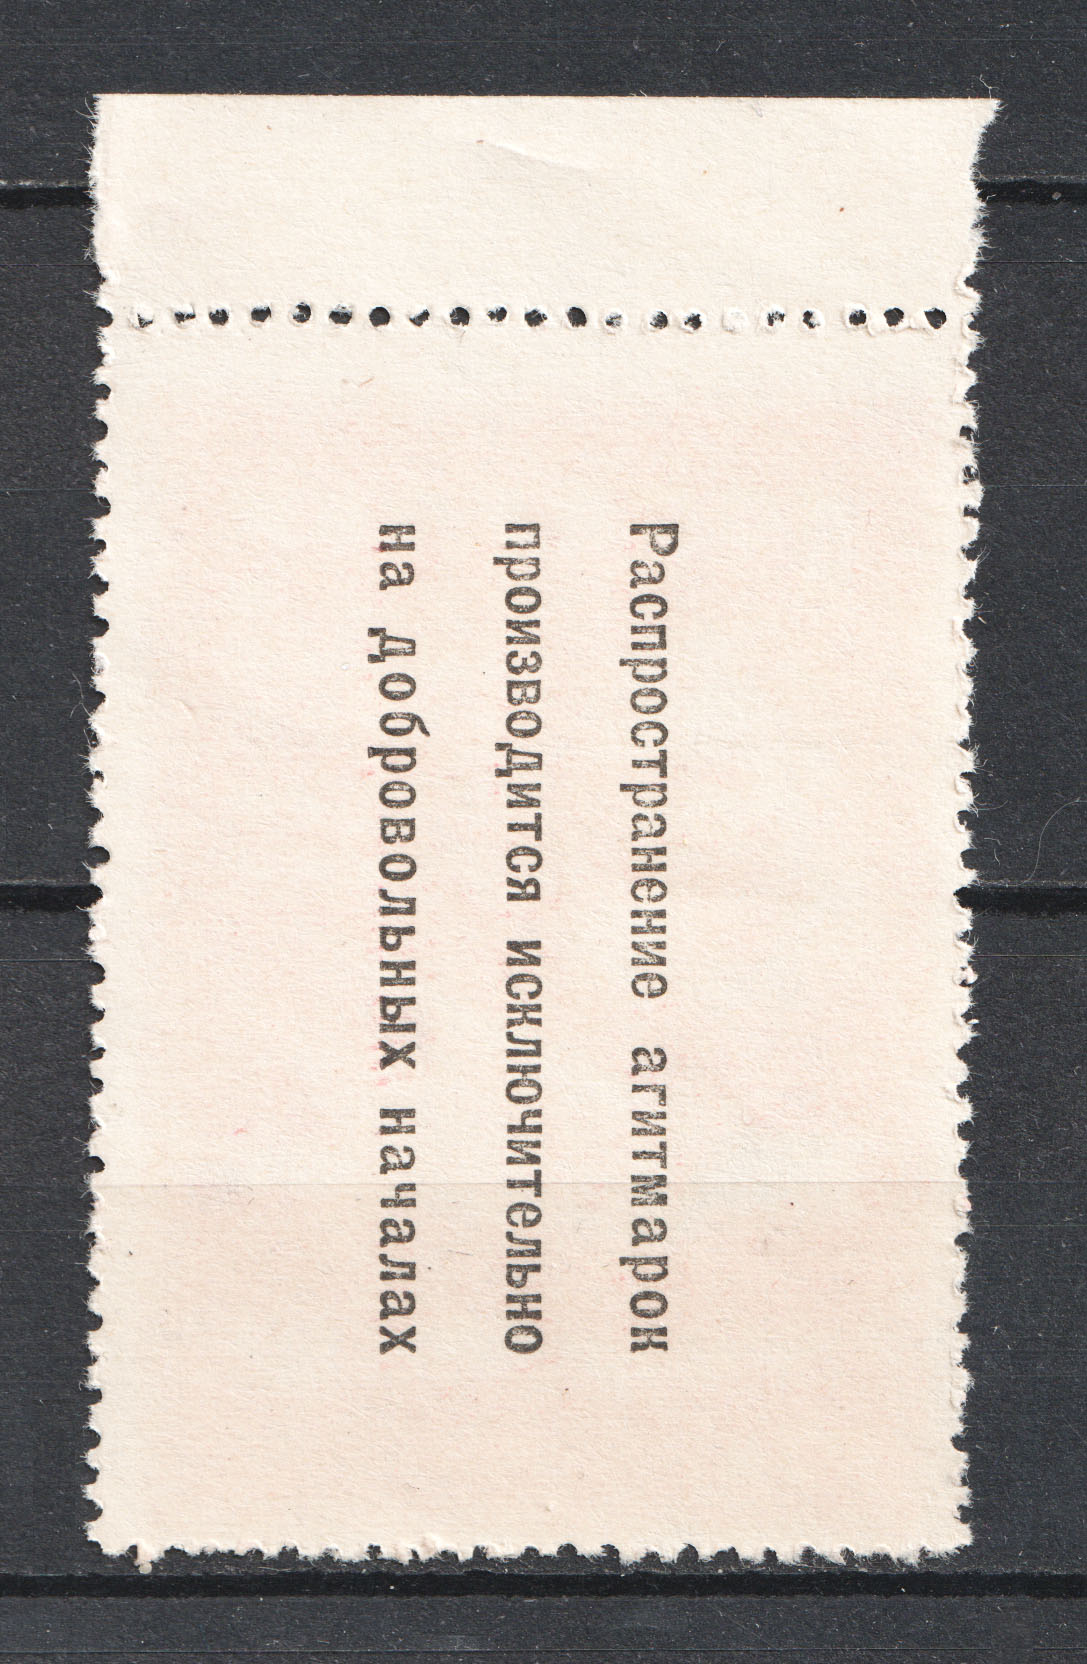 Распространение агитмарок
производится исключительно
на добровольных началах